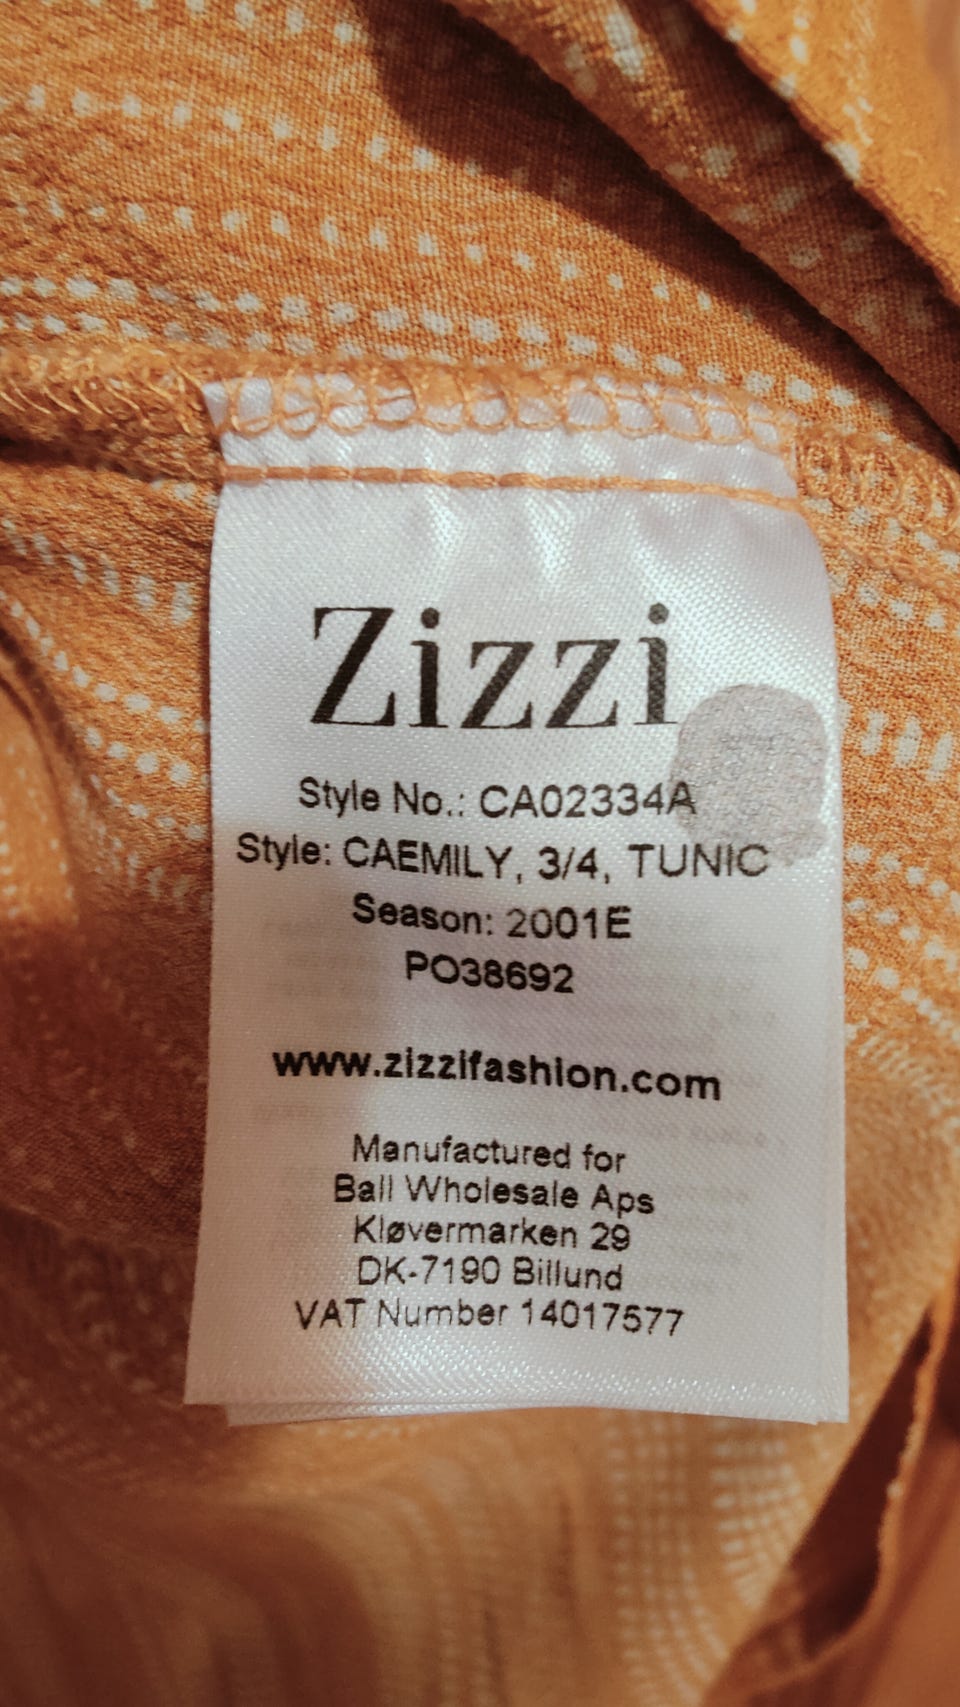 Zizzi
Style No.: CA02334A
Style: CAEMILY, 3/4, TUNIC
Season: 2001E
PO38692
www.zizzifashion.com
Manufactured for
Ball Wholesale Aps
Kløvermarken 29
DK-7190 Billund
VAT Number 14017577